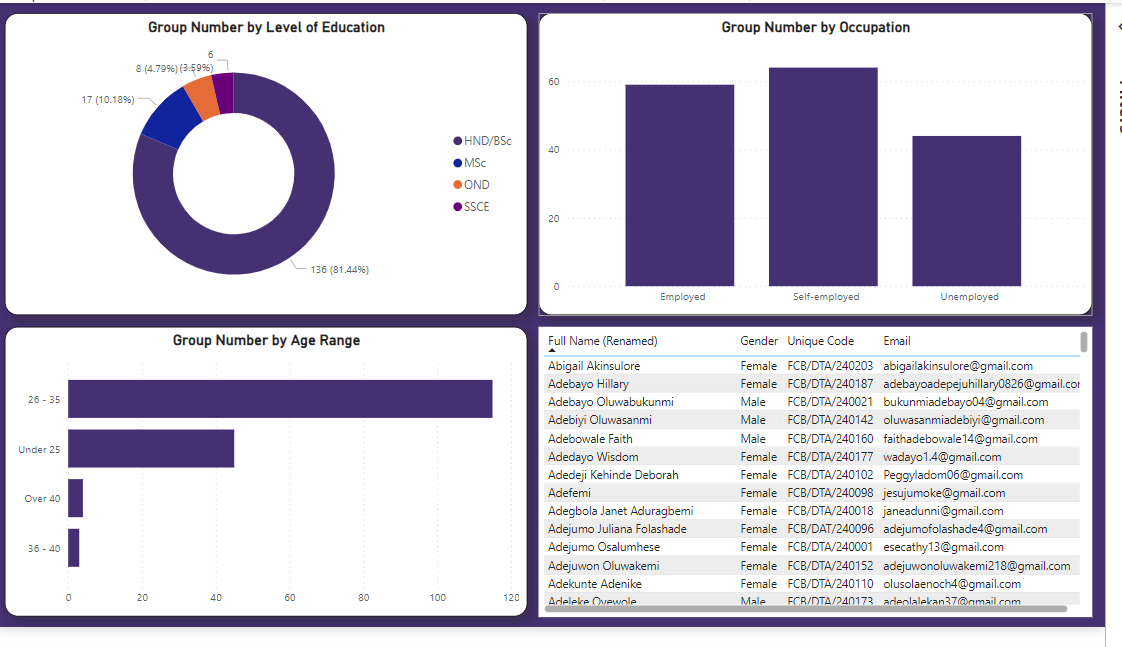 Group Number by Level of Education
6
8 (4.79%) (3.59%)
17 (10.18%)
136 (81.44%)
HND/BSc
MSc
OND
SSCE
Group Number by Occupation
60
40
20
0
Employed Self-employed Unemployed
Group Number by Age Range
26 - 35
Under 25
Over 40
36 - 40
0 20 40 60 80 100 120
Full Name (Renamed) Gender Unique Code Email
Abigail Akinsulore Female FCB/DTA/240203 abigailakinsulore@gmail.com
Adebayo Hillary Female FCB/DTA/240187 adebayoadepejuhillary0826@gmail.cor
Adebayo Oluwabukunmi Male FCB/DTA/240021 bukunmiadebayo04@gmail.com
Adebiyi Oluwasanmi Male FCB/DTA/240142 oluwasanmiadebiyi@gmail.com
Adebowale Faith Male FCB/DTA/240160 faithadebowale14@gmail.com
Adedayo Wisdom Female FCB/DTA/240177 wadayo1.4@gmail.com
Adedeji Kehinde Deborah Female FCB/DTA/240102 Peggyladom06@gmail.com
Adefemi Female FCB/DTA/240098 jesujumoke@gmail.com
Adegbola Janet Aduragbemi Female FCB/DTA/240018 janeadunni@gmail.com
Adejumo Juliana Folashade Female FCB/DAT/240096 adejumofolashade4@gmail.com
Adejumo Osalumhese Female FCB/DTA/240001 esecathy13@gmail.com
Adejuwon Oluwakemi Female FCB/DTA/240152 adejuwonoluwakemi218@gmail.com
Adekunte Adenike Female FCB/DTA/240110 olusolaenoch4@gmail.com
Adeleke Oyewole Male FCB/DTA/240173 adeolalekan37@gmail.com